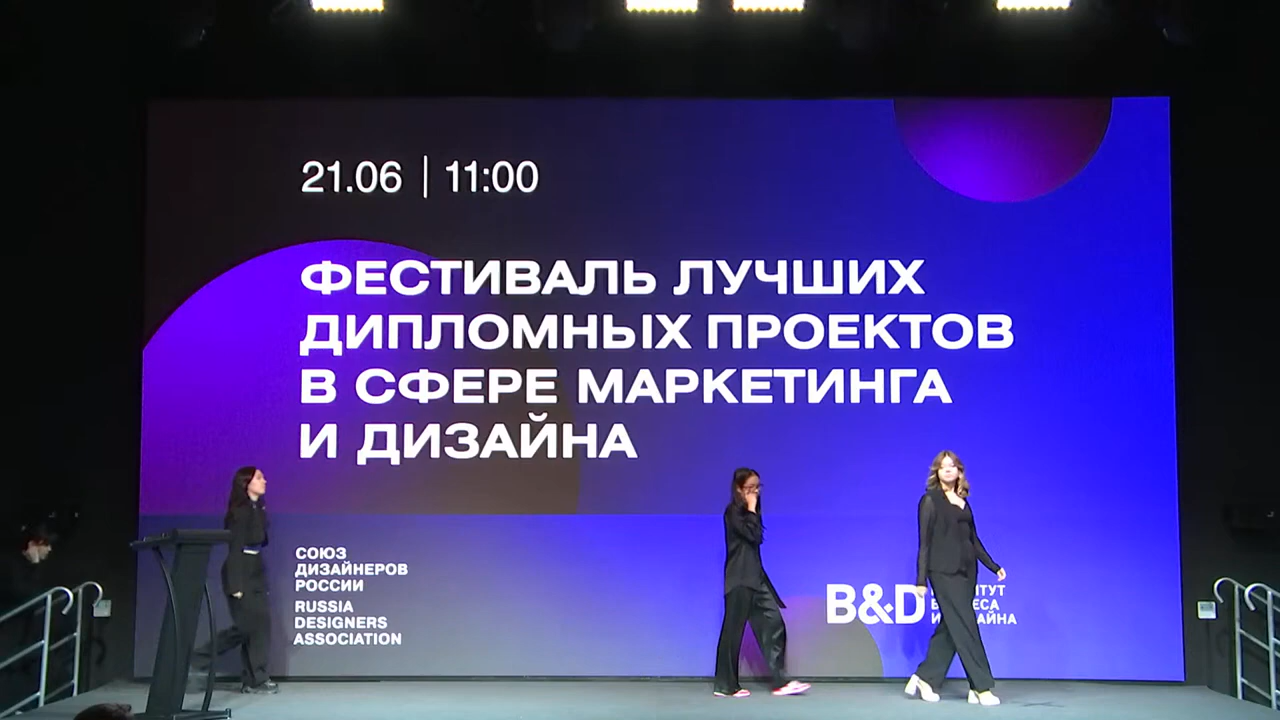 21.06 | 11:00
ФЕСТИВАЛЬ ЛУЧШИХ
ДИПЛОМНЫХ ПРОЕКТОВ
В СФЕРЕ МАРКЕТИНГА
И ДИЗАЙНА
СОЮЗ
ДИЗАЙНЕРОВ
РОССИИ
RUSSIA
DESIGNERS
ASSOCIATION
B&D